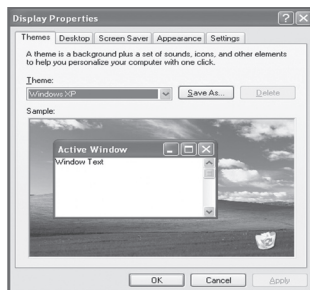 Display Properties
Themes Desktop Screen Saver Appearance Settings
A theme is a background plus a set of sounds, icons, and other elements
to help you personalize your computer with one click.
Theme:
Windows XP Save As... Delete
Sample:
Active Window
Window Text
OK Cancel Apply